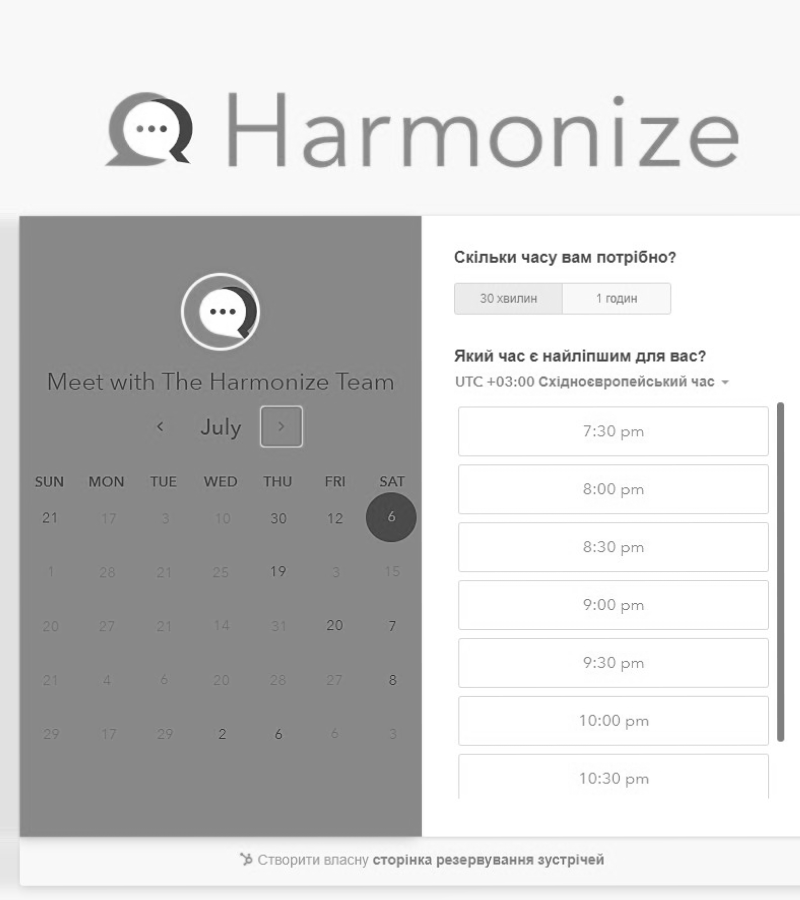 Harmonize
Meet with The Harmonize Team
July
SUN MON TUE WED THU FRI SAT
21 17 3 10 30 12 6
1 28 21 25 19 3 15
20 27 21 14 31 20 7
21 4 6 20 28 27 8
29 17 29 2 6 6 3
Скільки часу вам потрібно?
30 хвилин 1 годин
Який час є найліпшим для вас?
UTC +03:00 Східноєвропейський час
7:30 pm
8:00 pm
8:30 pm
9:00 pm
9:30 pm
10:00 pm
10:30 pm
Створити власну сторінка резервування зустрічей